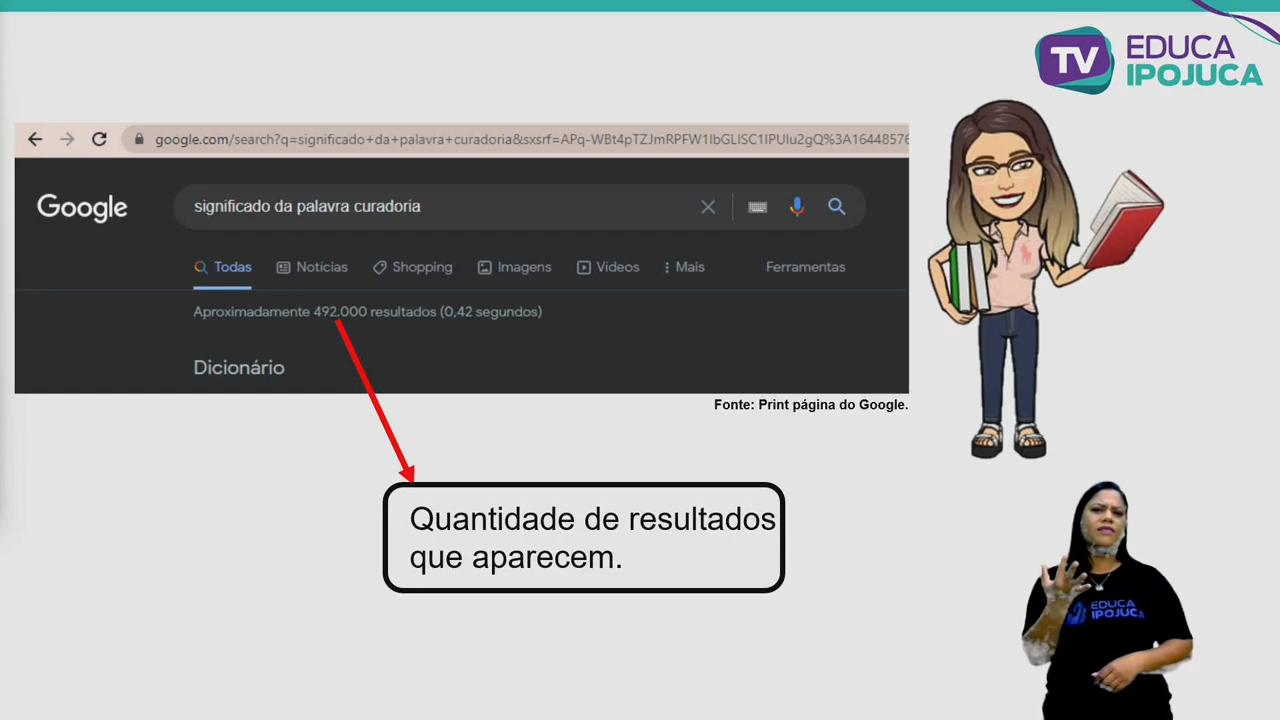 TV EDUCA
IPOJUCA
google.com/search?q=significado+da+palavra+curadoria&sxsrf=APq-WBt4pTZJmRPFW1IbGLlSC1IPUIu2gQ%3A16448576
Google
significado da palavra curadoria
Todas Notícias Shopping Imagens Vídeos Mais Ferramentas
Aproximadamente 492.000 resultados (0,42 segundos)
Dicionário
Fonte: Print página do Google.
Quantidade de resultados
que aparecem.
EDUCA
IPOJUCA